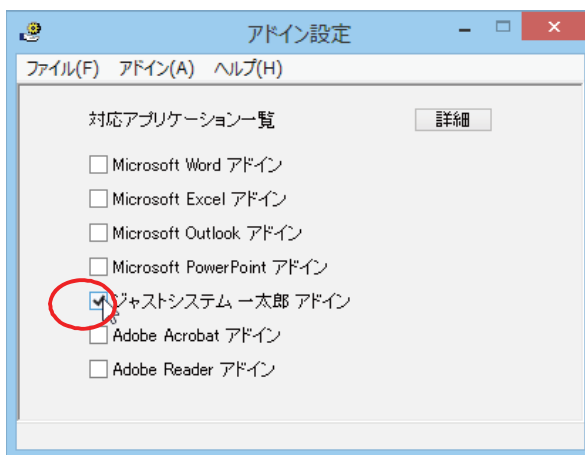 アドイン設定
ファイル(F) アドイン(A) ヘルプ(H)
対応アプリケーション一覧 詳細
Microsoft Word アドイン
Microsoft Excel アドイン
Microsoft Outlook アドイン
Microsoft PowerPoint アドイン
ジャストシステム 一太郎 アドイン
Adobe Acrobat アドイン
Adobe Reader アドイン